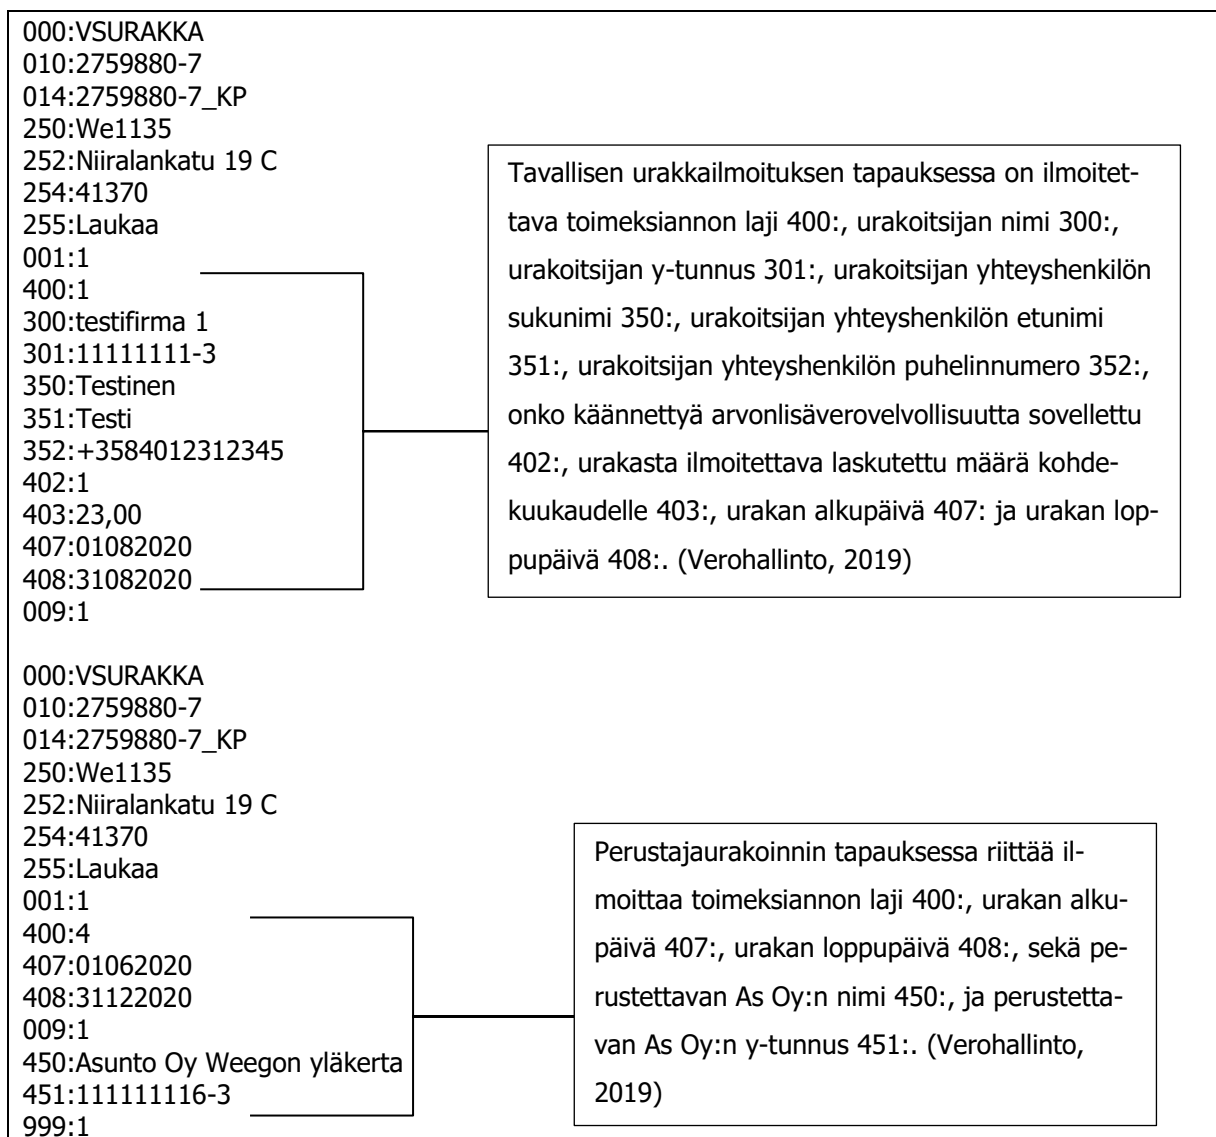 000:VSURAKKA
010:2759880-7
014:2759880-7_KP
250:We1135
252:Niiralankatu 19 C
254:41370
255:Laukaa
001:1
400:1
300:testifirma 1
301:11111111-3
350:Testinen
351:Testi
352:+3584012312345
402:1
403:23,00
407:01082020
408:31082020
009:1
Tavallisen urakkailmoituksen tapauksessa on ilmoitet-
tava toimeksiannon laji 400:, urakoitsijan nimi 300:,
urakoitsijan y-tunnus 301:, urakoitsijan yhteyshenkilön
sukunimi 350:, urakoitsijan yhteyshenkilön etunimi
351:, urakoitsijan yhteyshenkilön puhelinnumero 352:,
onko käännettyä arvonlisäverovelvollisuutta sovellettu
402:, urakasta ilmoitettava laskutettu määrä kohde-
kuukaudelle 403:, urakan alkupäivä 407: ja urakan lop-
pupäivä 408:. (Verohallinto, 2019)
000:VSURAKKA
010:2759880-7
014:2759880-7_KP
250:We1135
252:Niiralankatu 19 C
254:41370
255:Laukaa
001:1
400:4
407:01062020
408:31122020
009:1
450:Asunto Oy Weegon yläkerta
451:111111116-3
999:1
Perustajaurakoinnin tapauksessa riittää il-
moittaa toimeksiannon laji 400:, urakan alku-
päivä 407:, urakan loppupäivä 408:, sekä pe-
rustettavan As Oy:n nimi 450:, ja perustetta-
van As Oy:n y-tunnus 451:. (Verohallinto,
2019)